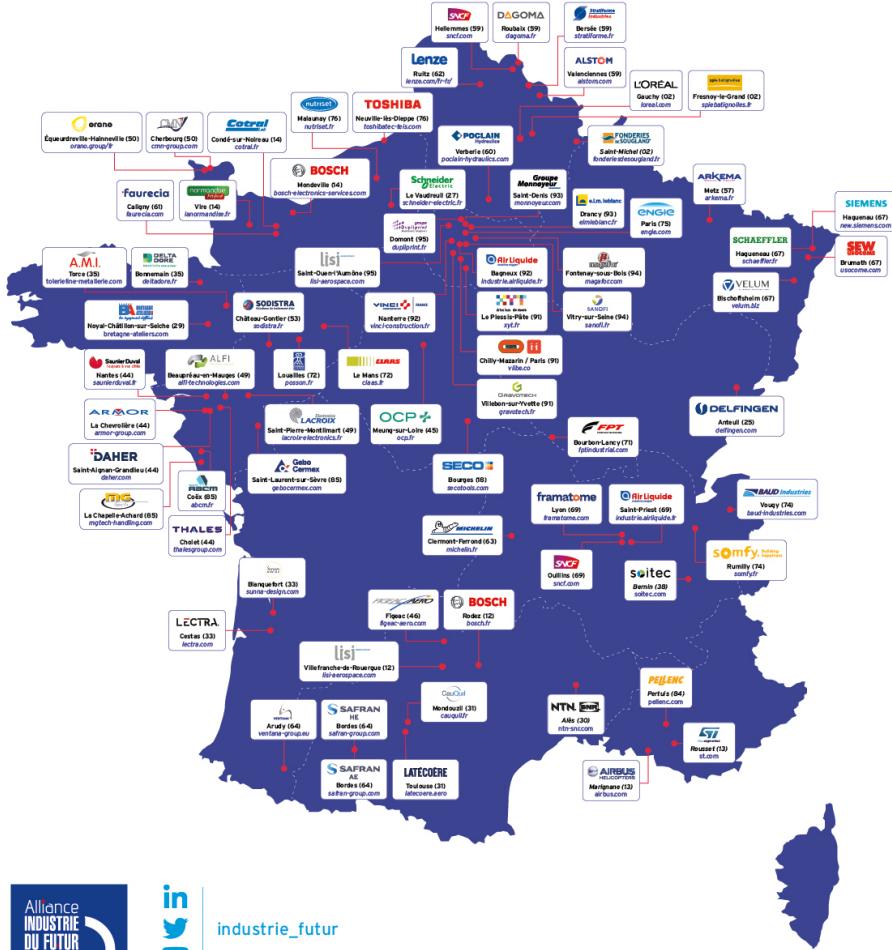 SNCF
Hellemmes (59)
sncf.com
DAGOMA
Roubaix (59)
dagoma.fr
Stratiforme
Industries
Bersée (59)
stratiforme.fr
Lenze
Ruitz (62)
lenze.com/fr-fr/
ALSTOM
Valenciennes (59)
alstom.com
L'ORÉAL
Gauchy (02)
loreal.com
spie batignolles
Fresnoy-le-Grand (02)
spiebatignolles.fr
nutriset
Malaunay (76)
nutriset.fr
TOSHIBA
Neuville-lès-Dieppe (76)
toshibatec-teis.com
orano
Équeurdreville-Hainneville (50)
orano.group/fr
CMN
Cherbourg (50)
cmn-group.com
Cotral
Condé-sur-Noireau (14)
cotral.fr
POCLAIN
Hydraulics
Verberie (60)
poclain-hydraulics.com
FONDERIES
DE SOUGLAND
Saint-Michel (02)
fonderiesdesougland.fr
BOSCH
Mondeville (14)
bosch-electronics-services.com
ARKEMA
Metz (57)
arkema.fr
faurecia
Caligny (61)
faurecia.com
normandise
Vire (14)
lanormandise.fr
Schneider
Electric
Le Vaudreuil (27)
schneider-electric.fr
Groupe
Monnoyeur
Saint-Denis (93)
monnoyeur.com
e.l.m. leblanc
Drancy (93)
elmleblanc.fr
ENGIE
Paris (75)
engie.com
SIEMENS
Haguenau (67)
new.siemens.com
groupe
Dupliprint
Domont (95)
dupliprint.fr
SCHAEFFLER
Hagueneau (67)
schaeffler.fr
SEW
USOCOME
Brumath (67)
usocome.com
A.M.I.
Torce (35)
toleriefine-metallerie.com
DELTA
DORE
Bonnemain (35)
deltadore.fr
lisi
Saint-Ouen-l'Aumône (95)
lisi-aerospace.com
Air Liquide
Bagneux (92)
industrie.airliquide.fr
magafor
Fontenay-sous-Bois (94)
magafor.com
VELUM
Bischoffsheim (67)
velum.biz
BA
Noyal-Châtillon-sur-Seiche (29)
bretagne-ateliers.com
SODISTRA
Château-Gontier (53)
sodistra.fr
VINCI
Nanterre (92)
vinci-construction.fr
Le Plessis-Pâte (91)
xyt.fr
SANOFI
Vitry-sur-Seine (94)
sanofi.fr
Saunier Duval
Nantes (44)
saunierduval.fr
ALFI
Beaupréau-en-Mauges (49)
alfi-technologies.com
Louailles (72)
posson.fr
CLAAS
Le Mans (72)
claas.fr
Chilly-Mazarin / Paris (91)
vlibe.co
GRAVOTECH
Villebon-sur-Yvette (91)
gravotech.fr
ARMOR
La Chevrolière (44)
armor-group.com
LACROIX
Saint-Pierre-Montlimart (49)
lacroix-electronics.fr
OCP
Meung-sur-Loire (45)
ocp.fr
DELFINGEN
Anteuil (25)
delfingen.com
FPT
Bourbon-Lancy (71)
fptindustrial.com
DAHER
Saint-Aignan-Grandlieu (44)
daher.com
Gebo
Cermex
Saint-Laurent-sur-Sèvre (85)
gebocermex.com
SECO
Bourges (18)
secotools.com
mg
La Chapelle-Achard (85)
mgtech-handling.com
abcm
Coëx (85)
abcm.fr
framatome
Lyon (69)
framatome.com
Air Liquide
Saint-Priest (69)
industrie.airliquide.fr
BAUD Industries
Vougy (74)
baud-industries.com
THALES
Cholet (44)
thalesgroup.com
MICHELIN
Clermont-Ferrand (63)
michelin.fr
SNCF
Oullins (69)
sncf.com
soitec
Bernin (38)
soitec.com
somfy.
Rumilly (74)
somfy.fr
Blanquefort (33)
sunna-design.com
LECTRA
Cestas (33)
lectra.com
FIGEAC AERO
Figeac (46)
figeac-aero.com
BOSCH
Rodez (12)
bosch.fr
lisi
Villefranche-de-Rouergue (12)
lisi-aerospace.com
PELLENC
Pertuis (84)
pellenc.com
CauQuil
Mondouzil (31)
cauquil.fr
Arudy (64)
ventana-group.eu
SAFRAN
HE
Bordes (64)
safran-group.com
NTN. SNR
Alès (30)
ntn-snr.com
ST
Rousset (13)
st.com
SAFRAN
AE
Bordes (64)
safran-group.com
LATÉCOÈRE
Toulouse (31)
latecoere.aero
AIRBUS
HELICOPTERS
Marignane (13)
airbus.com
Alliance
INDUSTRIE
DU FUTUR
in
industrie_futur